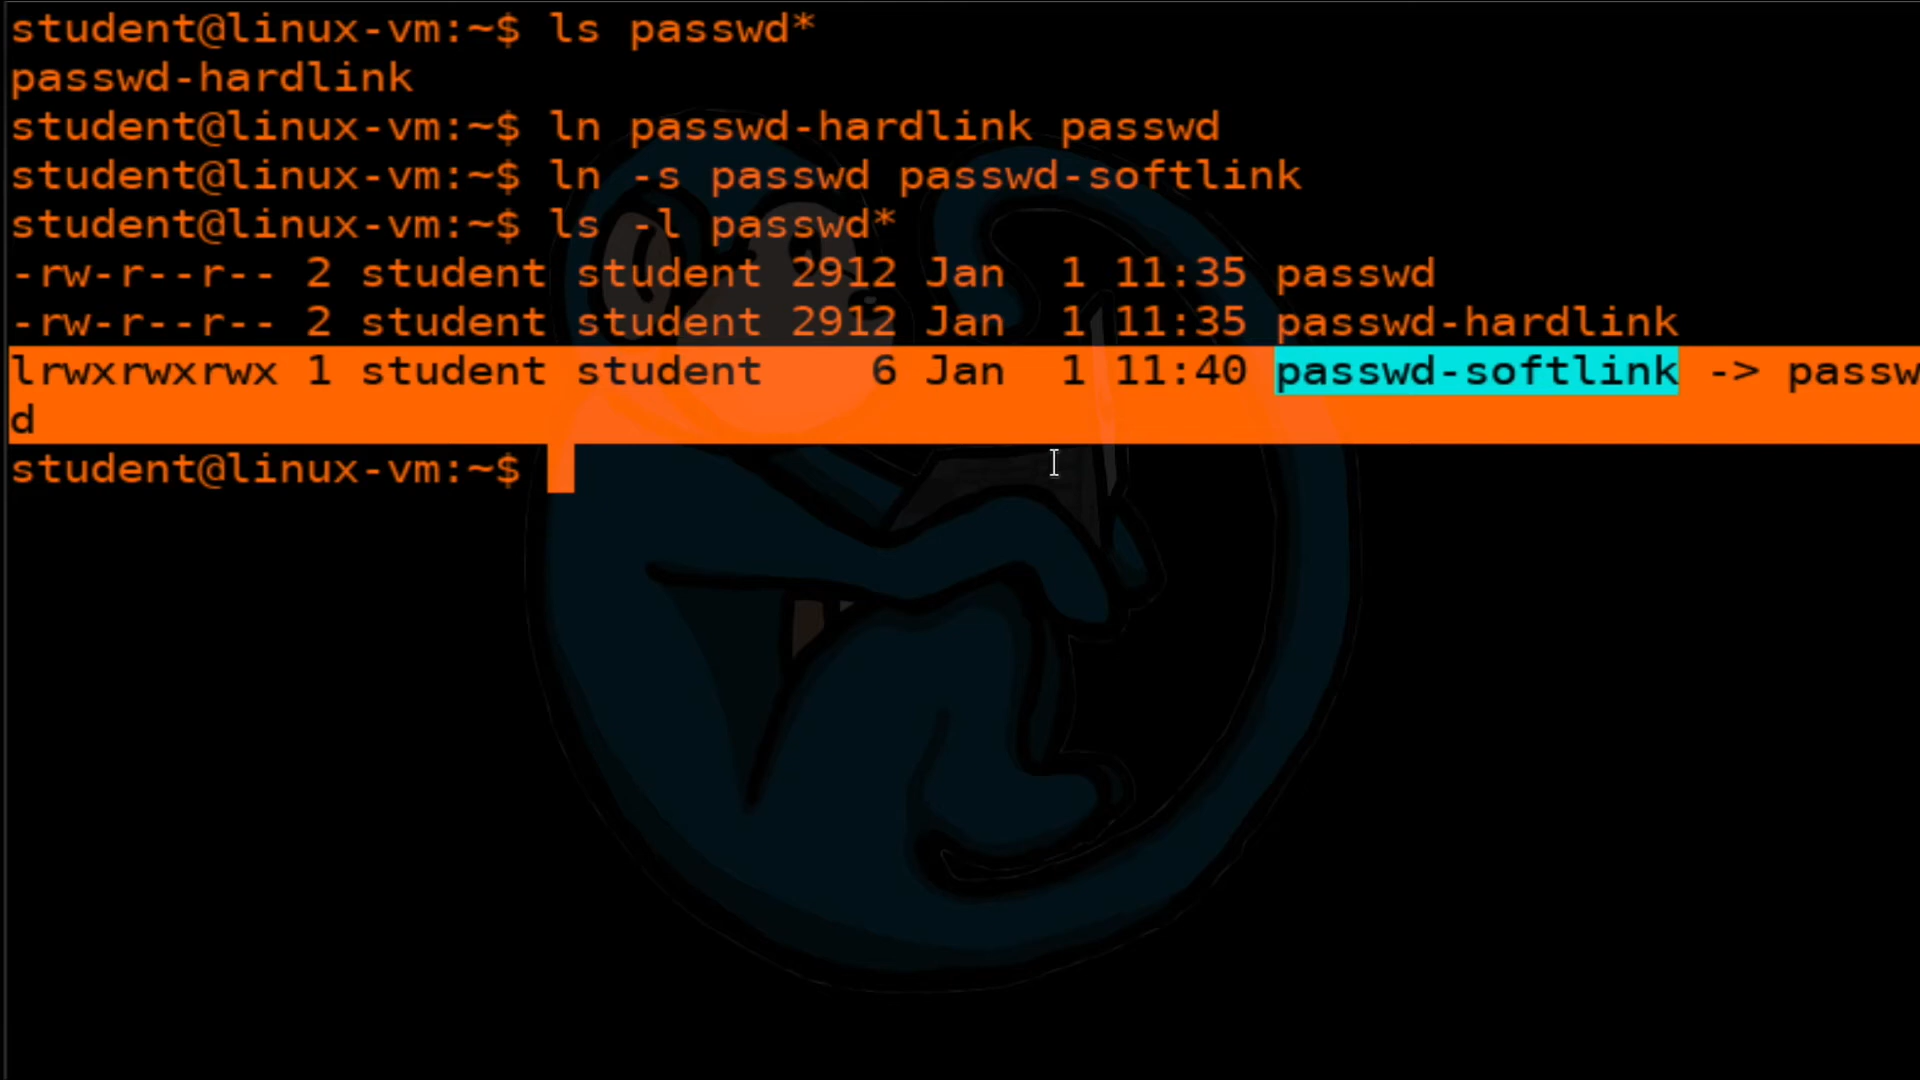 student@linux-vm:~$ ls passwd*
passwd-hardlink
student@linux-vm:~$ ln passwd-hardlink passwd
student@linux-vm:~$ ln -s passwd passwd-softlink
student@linux-vm:~$ ls -l passwd*
-rw-r--r-- 2 student student 2912 Jan  1 11:35 passwd
-rw-r--r-- 2 student student 2912 Jan  1 11:35 passwd-hardlink
lrwxrwxrwx 1 student student    6 Jan  1 11:40 passwd-softlink -> passw
d
student@linux-vm:~$